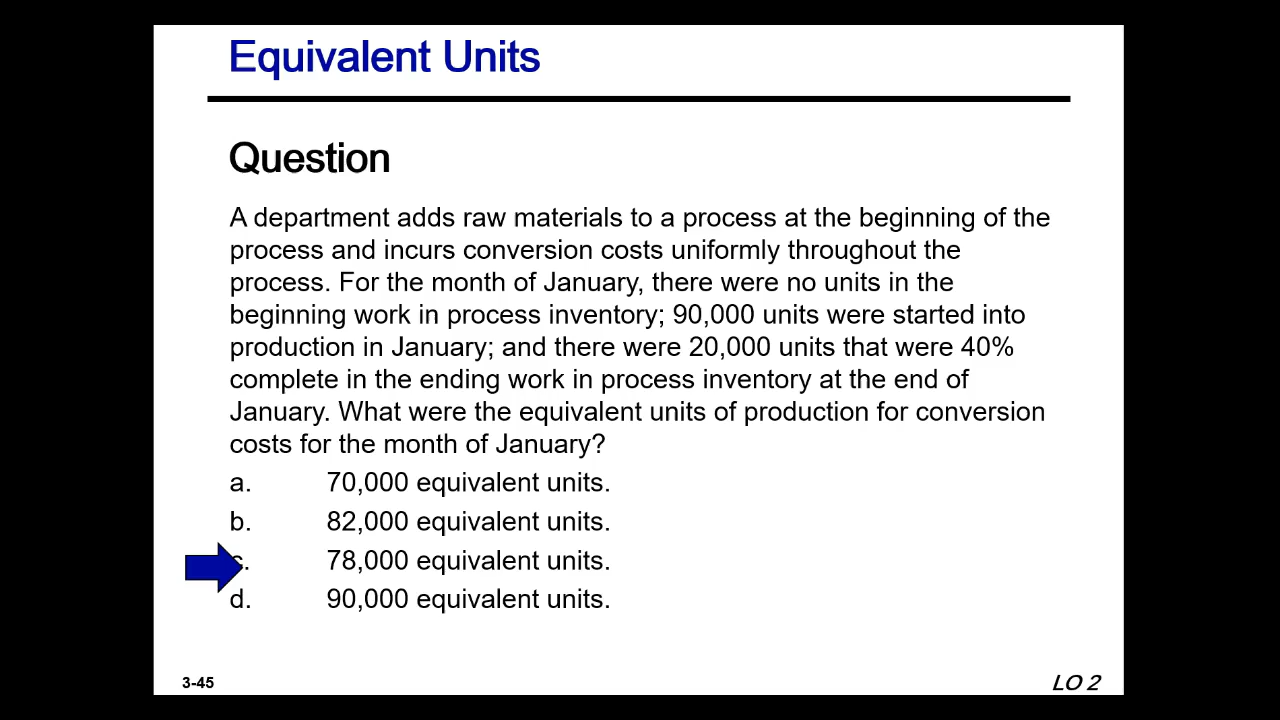 Equivalent Units
Question
A department adds raw materials to a process at the beginning of the
process and incurs conversion costs uniformly throughout the
process. For the month of January, there were no units in the
beginning work in process inventory; 90,000 units were started into
production in January; and there were 20,000 units that were 40%
complete in the ending work in process inventory at the end of
January. What were the equivalent units of production for conversion
costs for the month of January?
a. 70,000 equivalent units.
b. 82,000 equivalent units.
c. 78,000 equivalent units.
d. 90,000 equivalent units.
3-45
LO 2